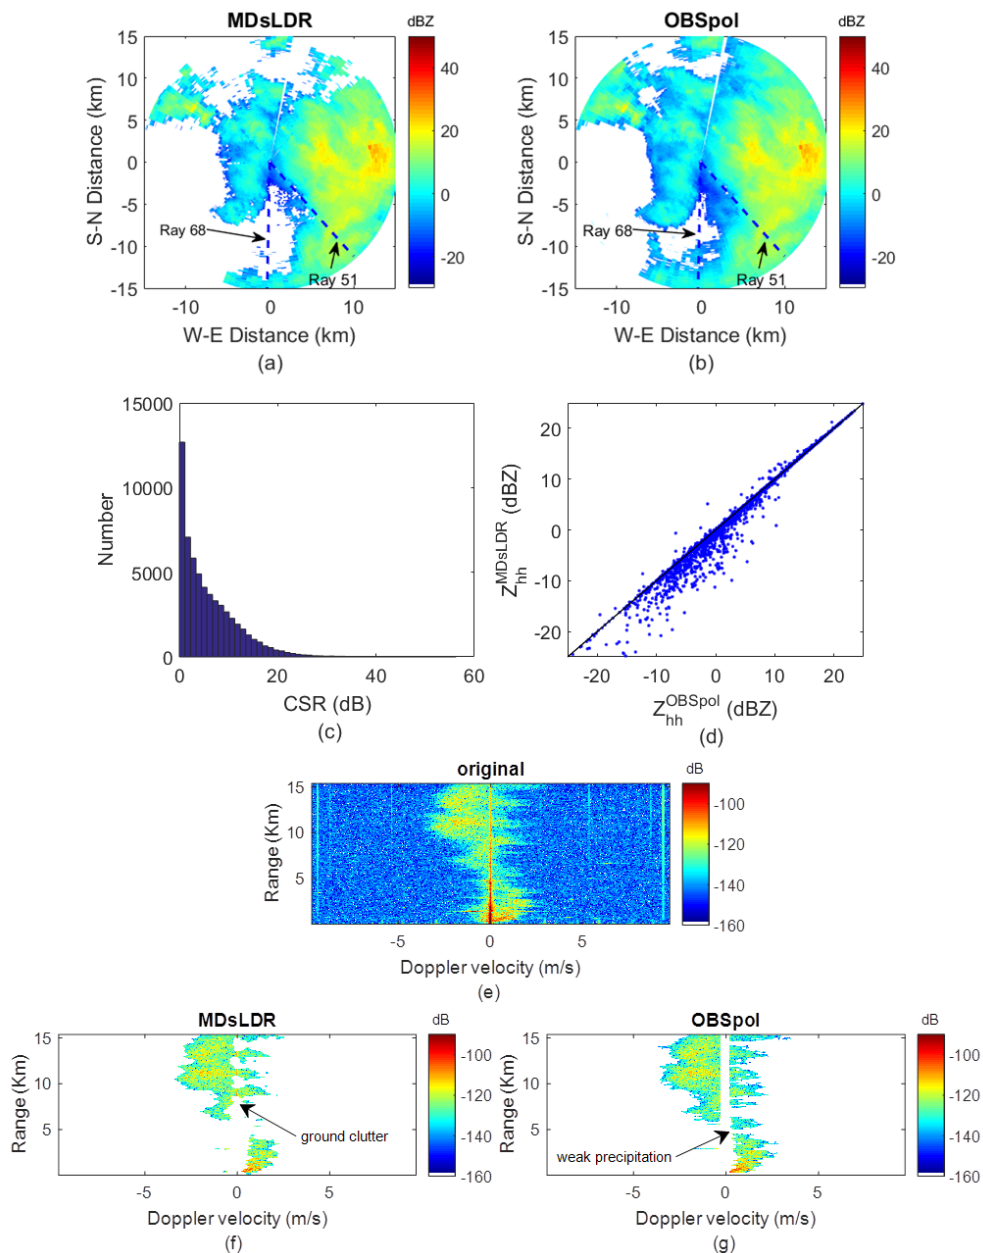 MDsLDR
dBZ
OBSpol
dBZ
S-N Distance (km)
15
10
5
0
-5
-10
-15
-10
0
10
W-E Distance (km)
(a)
Ray 68
Ray 51
40
20
0
-20
S-N Distance (km)
15
10
5
0
-5
-10
-15
-10
0
10
W-E Distance (km)
(b)
Ray 68
Ray 51
40
20
0
-20
Number
15000
10000
5000
0
0
20
40
60
CSR (dB)
(c)
Z_hh^MDsLDR (dBZ)
20
10
0
-10
-20
-20
0
20
Z_hh^OBSpol (dBZ)
(d)
original
dB
Range (Km)
15
10
5
-5
0
5
Doppler velocity (m/s)
(e)
-100
-120
-140
-160
MDsLDR
dB
Range (Km)
15
10
5
-5
0
5
ground clutter
Doppler velocity (m/s)
(f)
-100
-120
-140
-160
OBSpol
dB
Range (Km)
15
10
5
-5
0
5
weak precipitation
Doppler velocity (m/s)
(g)
-100
-120
-140
-160